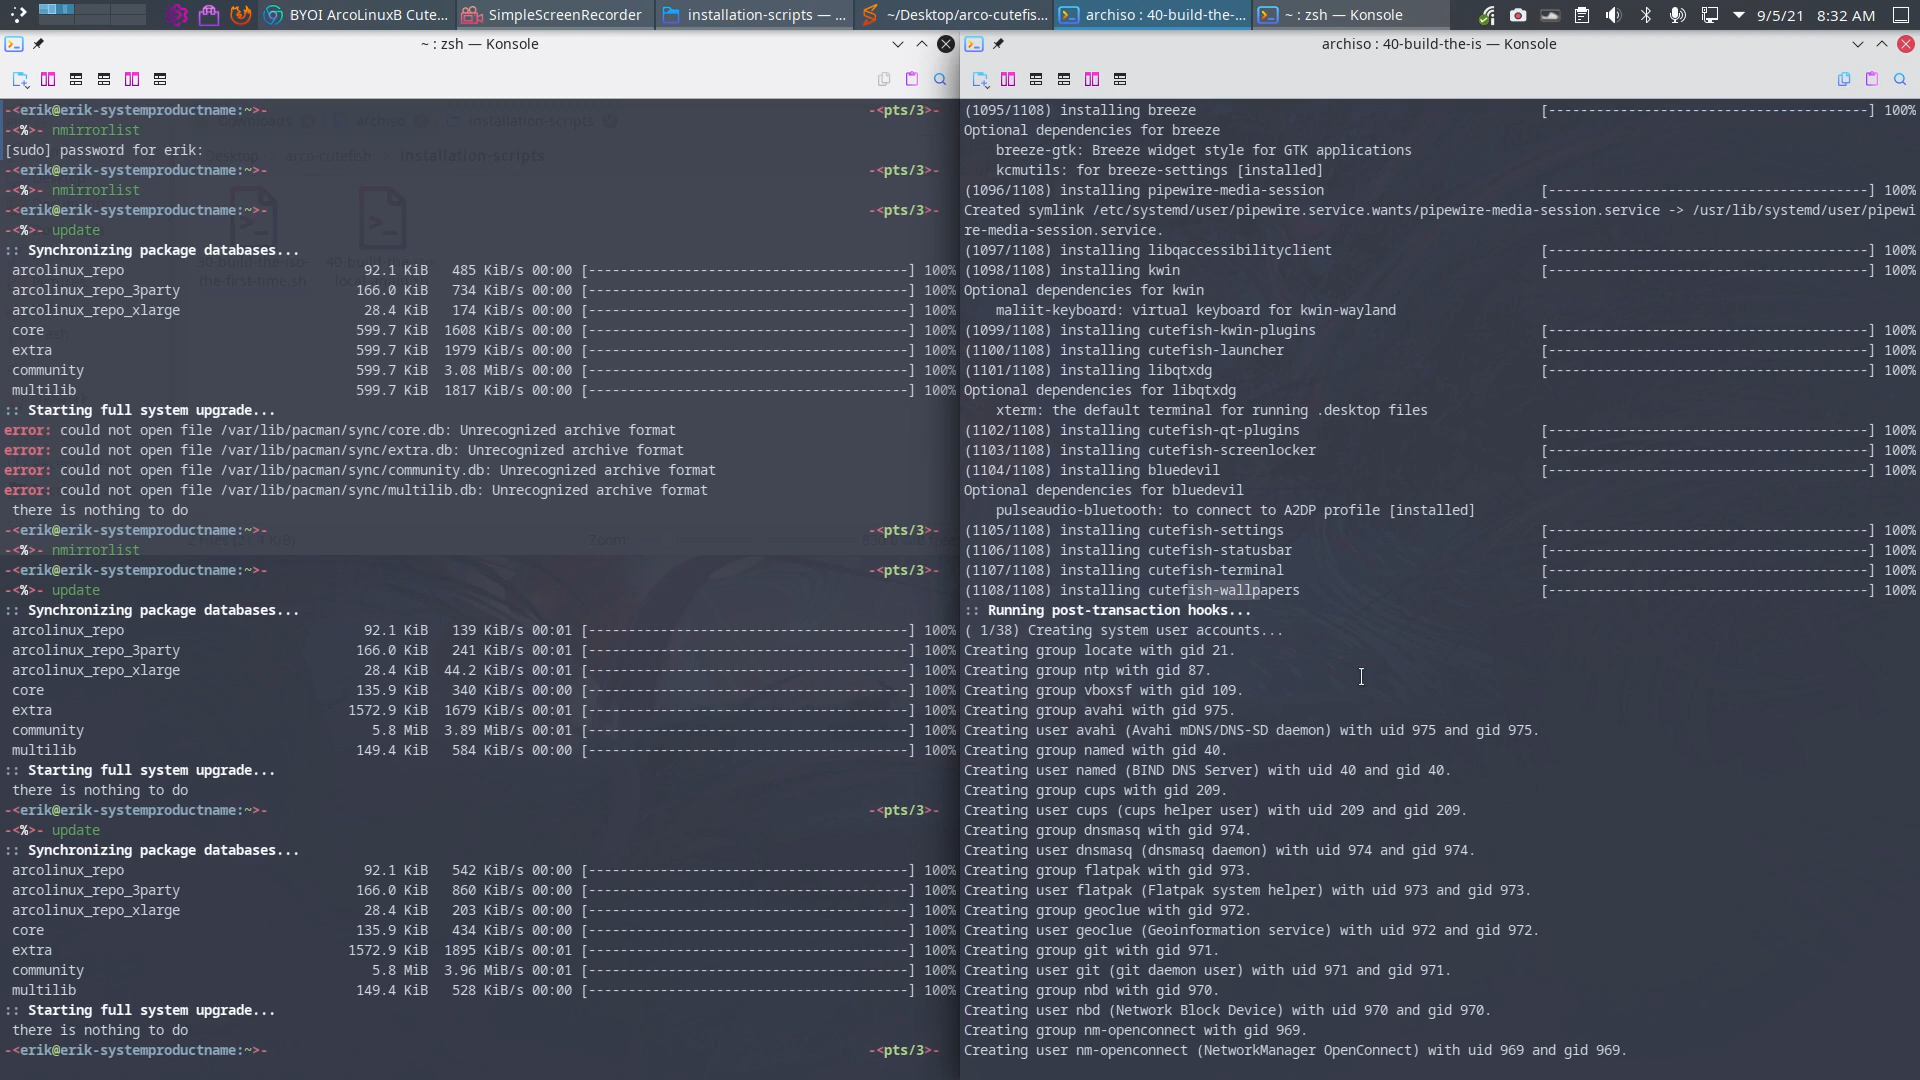 BYOI ArcoLinuxB Cute...
SimpleScreenRecorder
installation-scripts — ...
~/Desktop/arco-cutefis...
archiso : 40-build-the-...
~ : zsh — Konsole
9/5/21
8:32 AM
~ : zsh — Konsole
-<erik@erik-systemproductname:~>- -<pts/3>-
-<%>- nmirrorlist
[sudo] password for erik:
-<erik@erik-systemproductname:~>- -<pts/3>-
-<%>- nmirrorlist
-<erik@erik-systemproductname:~>- -<pts/3>-
-<%>- update
:: Synchronizing package databases...
arcolinux_repo 92.1 KiB 485 KiB/s 00:00 [----------------------------------------] 100%
arcolinux_repo_3party 166.0 KiB 734 KiB/s 00:00 [----------------------------------------] 100%
arcolinux_repo_xlarge 28.4 KiB 174 KiB/s 00:00 [----------------------------------------] 100%
core 599.7 KiB 1608 KiB/s 00:00 [----------------------------------------] 100%
extra 599.7 KiB 1979 KiB/s 00:00 [----------------------------------------] 100%
community 599.7 KiB 3.08 MiB/s 00:00 [----------------------------------------] 100%
multilib 599.7 KiB 1817 KiB/s 00:00 [----------------------------------------] 100%
:: Starting full system upgrade...
error: could not open file /var/lib/pacman/sync/core.db: Unrecognized archive format
error: could not open file /var/lib/pacman/sync/extra.db: Unrecognized archive format
error: could not open file /var/lib/pacman/sync/community.db: Unrecognized archive format
error: could not open file /var/lib/pacman/sync/multilib.db: Unrecognized archive format
there is nothing to do
-<erik@erik-systemproductname:~>- -<pts/3>-
-<%>- nmirrorlist
-<erik@erik-systemproductname:~>- -<pts/3>-
-<%>- update
:: Synchronizing package databases...
arcolinux_repo 92.1 KiB 139 KiB/s 00:01 [----------------------------------------] 100%
arcolinux_repo_3party 166.0 KiB 241 KiB/s 00:01 [----------------------------------------] 100%
arcolinux_repo_xlarge 28.4 KiB 44.2 KiB/s 00:01 [----------------------------------------] 100%
core 135.9 KiB 340 KiB/s 00:00 [----------------------------------------] 100%
extra 1572.9 KiB 1679 KiB/s 00:01 [----------------------------------------] 100%
community 5.8 MiB 3.89 MiB/s 00:01 [----------------------------------------] 100%
multilib 149.4 KiB 584 KiB/s 00:00 [----------------------------------------] 100%
:: Starting full system upgrade...
there is nothing to do
-<erik@erik-systemproductname:~>- -<pts/3>-
-<%>- update
:: Synchronizing package databases...
arcolinux_repo 92.1 KiB 542 KiB/s 00:00 [----------------------------------------] 100%
arcolinux_repo_3party 166.0 KiB 860 KiB/s 00:00 [----------------------------------------] 100%
arcolinux_repo_xlarge 28.4 KiB 203 KiB/s 00:00 [----------------------------------------] 100%
core 135.9 KiB 434 KiB/s 00:00 [----------------------------------------] 100%
extra 1572.9 KiB 1895 KiB/s 00:01 [----------------------------------------] 100%
community 5.8 MiB 3.96 MiB/s 00:01 [----------------------------------------] 100%
multilib 149.4 KiB 528 KiB/s 00:00 [----------------------------------------] 100%
:: Starting full system upgrade...
there is nothing to do
-<erik@erik-systemproductname:~>- -<pts/3>-
archiso : 40-build-the-is — Konsole
(1095/1108) installing breeze [----------------------------------------] 100%
Optional dependencies for breeze
breeze-gtk: Breeze widget style for GTK applications
kcmutils: for breeze-settings [installed]
(1096/1108) installing pipewire-media-session [----------------------------------------] 100%
Created symlink /etc/systemd/user/pipewire.service.wants/pipewire-media-session.service -> /usr/lib/systemd/user/pipewi
re-media-session.service.
(1097/1108) installing libqaccessibilityclient [----------------------------------------] 100%
(1098/1108) installing kwin [----------------------------------------] 100%
Optional dependencies for kwin
maliit-keyboard: virtual keyboard for kwin-wayland
(1099/1108) installing cutefish-kwin-plugins [----------------------------------------] 100%
(1100/1108) installing cutefish-launcher [----------------------------------------] 100%
(1101/1108) installing libqtxdg [----------------------------------------] 100%
Optional dependencies for libqtxdg
xterm: the default terminal for running .desktop files
(1102/1108) installing cutefish-qt-plugins [----------------------------------------] 100%
(1103/1108) installing cutefish-screenlocker [----------------------------------------] 100%
(1104/1108) installing bluedevil [----------------------------------------] 100%
Optional dependencies for bluedevil
pulseaudio-bluetooth: to connect to A2DP profile [installed]
(1105/1108) installing cutefish-settings [----------------------------------------] 100%
(1106/1108) installing cutefish-statusbar [----------------------------------------] 100%
(1107/1108) installing cutefish-terminal [----------------------------------------] 100%
(1108/1108) installing cutefish-wallpapers [----------------------------------------] 100%
:: Running post-transaction hooks...
( 1/38) Creating system user accounts...
Creating group locate with gid 21.
Creating group ntp with gid 87.
Creating group vboxsf with gid 109.
Creating group avahi with gid 975.
Creating user avahi (Avahi mDNS/DNS-SD daemon) with uid 975 and gid 975.
Creating group named with gid 40.
Creating user named (BIND DNS Server) with uid 40 and gid 40.
Creating group cups with gid 209.
Creating user cups (cups helper user) with uid 209 and gid 209.
Creating group dnsmasq with gid 974.
Creating user dnsmasq (dnsmasq daemon) with uid 974 and gid 974.
Creating group flatpak with gid 973.
Creating user flatpak (Flatpak system helper) with uid 973 and gid 973.
Creating group geoclue with gid 972.
Creating user geoclue (Geoinformation service) with uid 972 and gid 972.
Creating group git with gid 971.
Creating user git (git daemon user) with uid 971 and gid 971.
Creating group nbd with gid 970.
Creating user nbd (Network Block Device) with uid 970 and gid 970.
Creating group nm-openconnect with gid 969.
Creating user nm-openconnect (NetworkManager OpenConnect) with uid 969 and gid 969.